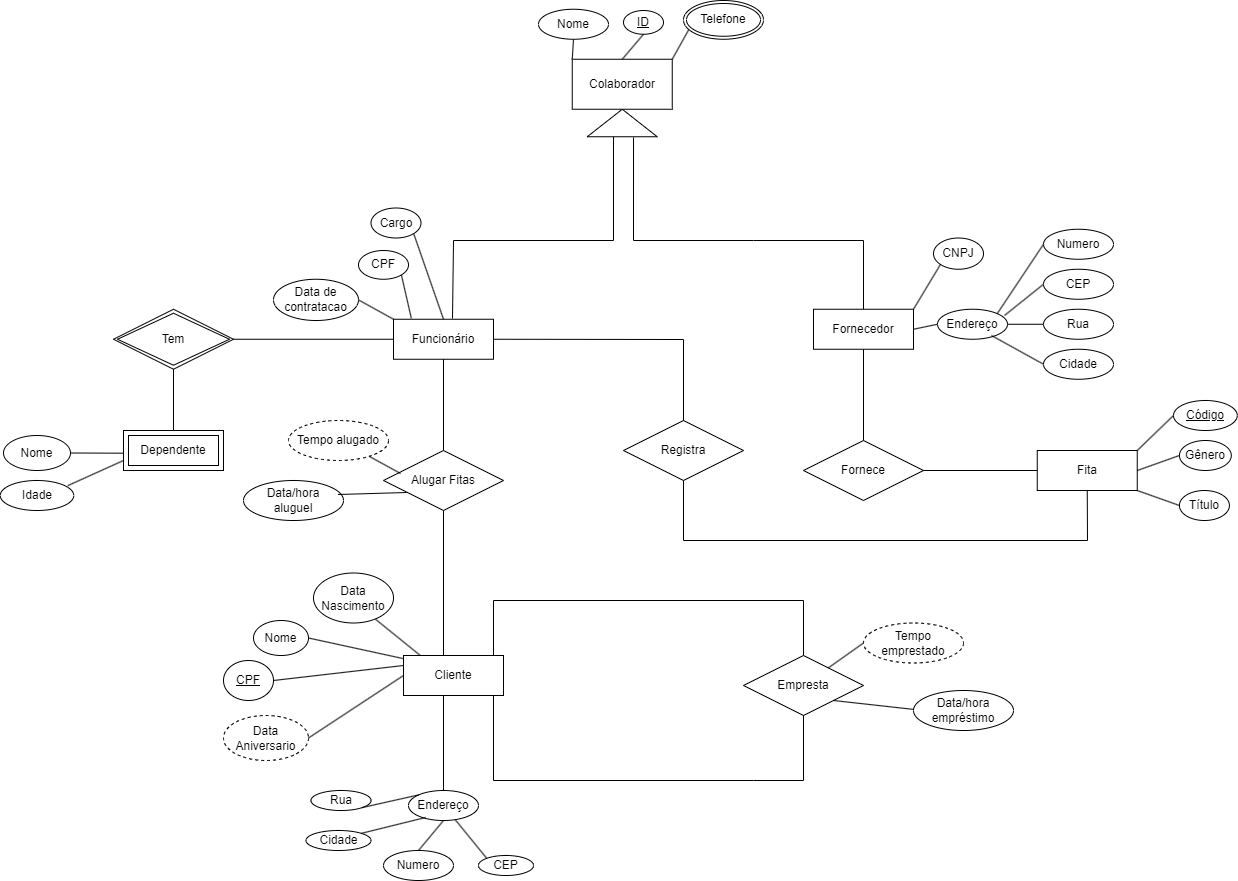 Nome
ID
Telefone
Colaborador
Cargo
CPF
Data de
contratacao
Funcionário
Tem
Dependente
Nome
Idade
CNPJ
Numero
CEP
Rua
Cidade
Endereço
Fornecedor
Tempo alugado
Data/hora
aluguel
Alugar Fitas
Registra
Fornece
Fita
Código
Gênero
Título
Data
Nascimento
Nome
CPF
Data
Aniversario
Cliente
Empresta
Tempo
emprestado
Data/hora
empréstimo
Rua
Endereço
Cidade
Numero
CEP